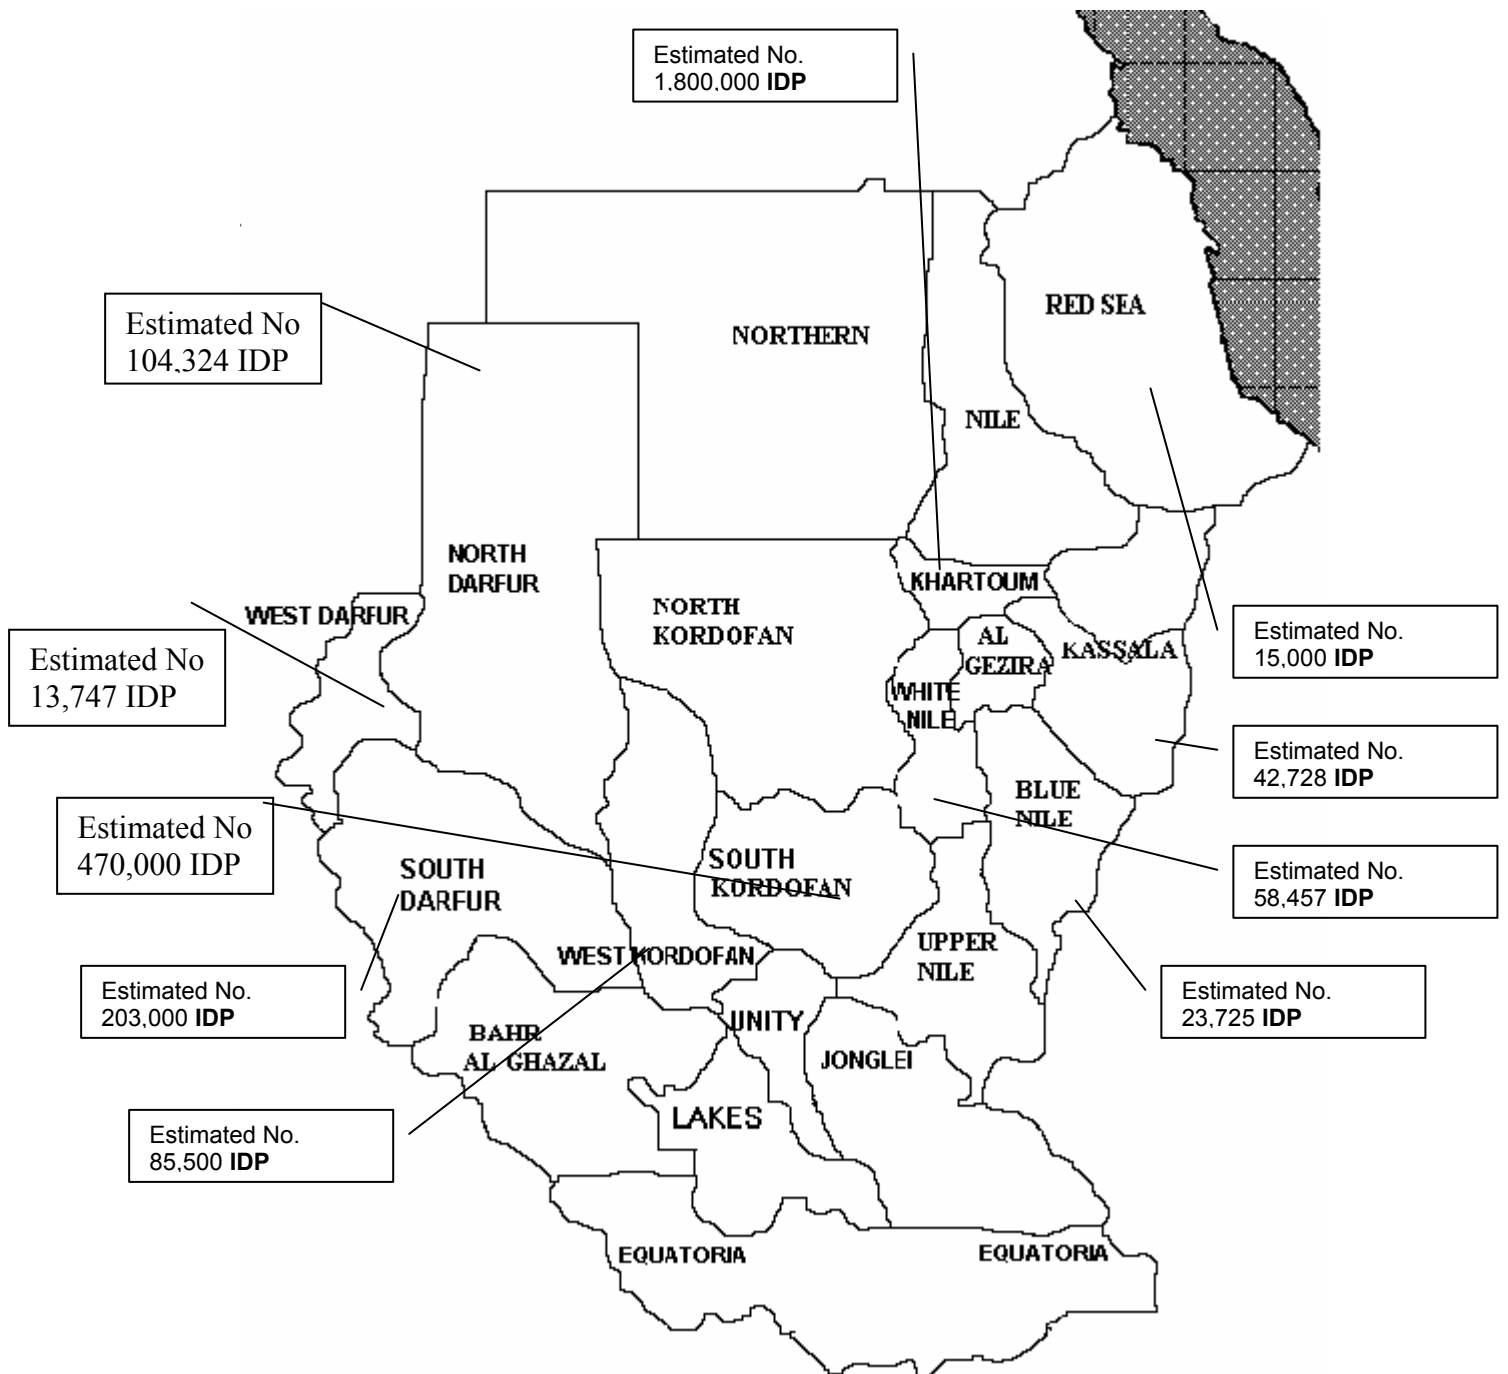 Estimated No.
1,800,000 IDP
Estimated No
104,324 IDP
NORTHERN
RED SEA
NILE
NORTH
DARFUR
WEST DARFUR
NORTH
KORDOFAN
KHARTOUM
AL
GEZIRA
KASSALA
WHITE
NILE
Estimated No.
15,000 IDP
Estimated No
13,747 IDP
Estimated No.
42,728 IDP
BLUE
NILE
Estimated No
470,000 IDP
SOUTH
DARFUR
SOUTH
KORDOFAN
Estimated No.
58,457 IDP
UPPER
NILE
WEST KORDOFAN
Estimated No.
203,000 IDP
Estimated No.
23,725 IDP
UNITY
BAHR
AL GHAZAL
JONGLEI
LAKES
Estimated No.
85,500 IDP
EQUATORIA
EQUATORIA